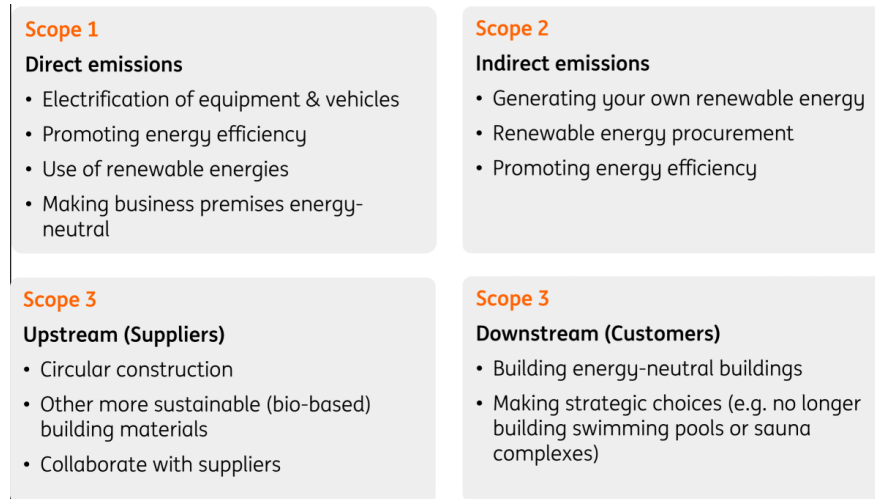 Scope 1
Direct emissions
• Electrification of equipment & vehicles
• Promoting energy efficiency
• Use of renewable energies
• Making business premises energy-
neutral
Scope 2
Indirect emissions
• Generating your own renewable energy
• Renewable energy procurement
• Promoting energy efficiency
Scope 3
Upstream (Suppliers)
• Circular construction
• Other more sustainable (bio-based)
building materials
• Collaborate with suppliers
Scope 3
Downstream (Customers)
• Building energy-neutral buildings
• Making strategic choices (e.g. no longer
building swimming pools or sauna
complexes)